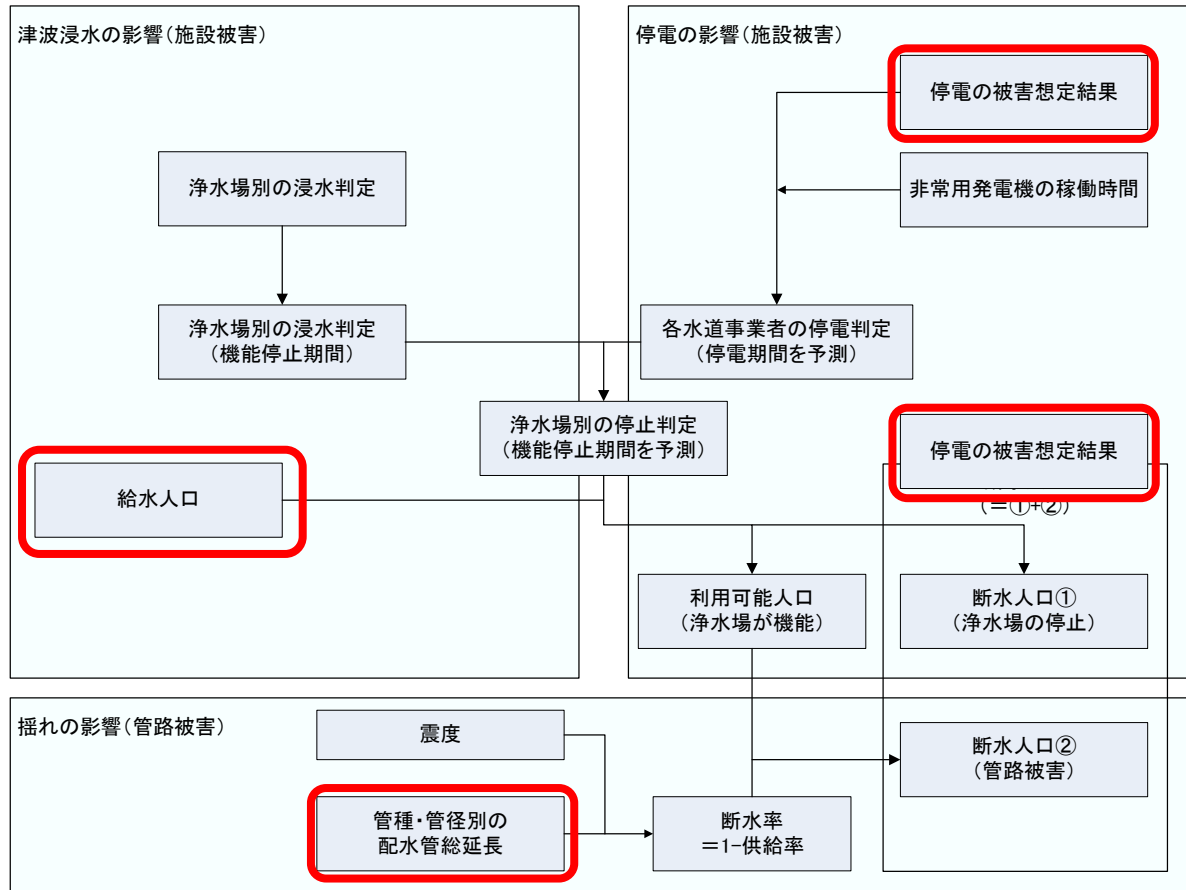 津波浸水の影響(施設被害)
停電の影響(施設被害)
停電の被害想定結果
浄水場別の浸水判定
非常用発電機の稼働時間
浄水場別の浸水判定
(機能停止期間)
各水道事業者の停電判定
(停電期間を予測)
浄水場別の停止判定
(機能停止期間を予測)
停電の被害想定結果
(=①+②)
給水人口
利用可能人口
(浄水場が機能)
断水人口①
(浄水場の停止)
揺れの影響(管路被害)
震度
断水人口②
(管路被害)
管種・管径別の
配水管総延長
断水率
=1-供給率